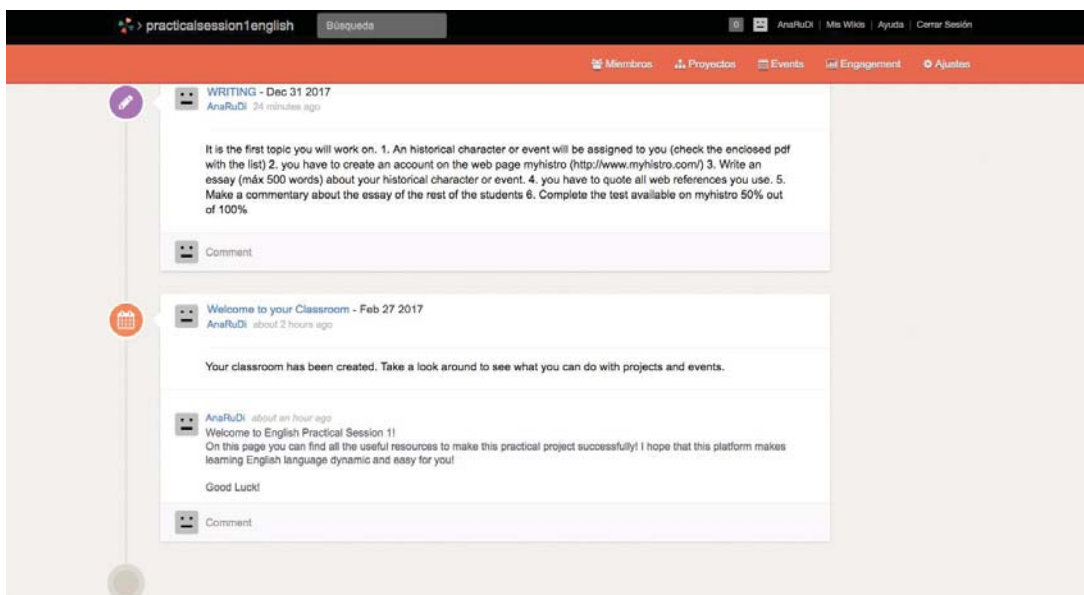 practicalsession1english
Búsqueda
0
AnaRuDi | Mis Wikis | Ayuda | Cerrar Sesión
Miembros
Proyectos
Events
Engagement
Ajustes
WRITING - Dec 31 2017
AnaRuDi 24 minutes ago
It is the first topic you will work on. 1. An historical character or event will be assigned to you (check the enclosed pdf
with the list) 2. you have to create an account on the web page myhistro (http://www.myhistro.com/) 3. Write an
essay (máx 500 words) about your historical character or event. 4. you have to quote all web references you use. 5.
Make a commentary about the essay of the rest of the students 6. Complete the test available on myhistro 50% out
of 100%
Comment
Welcome to your Classroom - Feb 27 2017
AnaRuDi about 2 hours ago
Your classroom has been created. Take a look around to see what you can do with projects and events.
AnaRuDi about an hour ago
Welcome to English Practical Session 1!
On this page you can find all the useful resources to make this practical project successfully! I hope that this platform makes
learning English language dynamic and easy for you!
Good Luck!
Comment